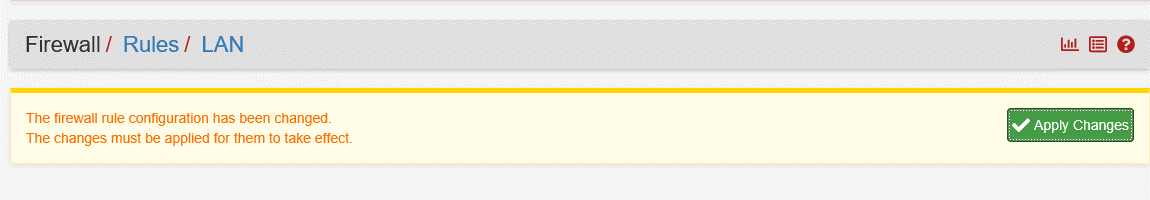 Firewall / Rules / LAN
The firewall rule configuration has been changed.
The changes must be applied for them to take effect.
Apply Changes